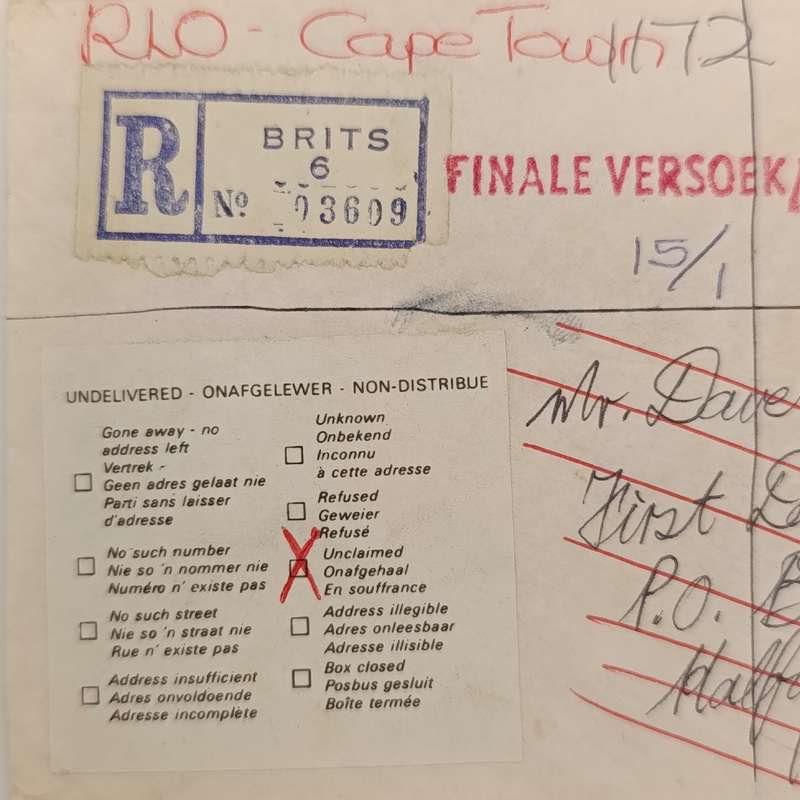 RLO - Cape Town
172
R
BRITS
6
No 03609
FINALE VERSOEK/
15/1
UNDELIVERED - ONAFGELEWER - NON-DISTRIBUE
Gone away - no
address left
Vertrek -
Geen adres gelaat nie
Parti sans laisser
d'adresse
No such number
Nie so 'n nommer nie
Numéro n' existe pas
No such street
Nie so 'n straat nie
Rue n' existe pas
Address insufficient
Adres onvoldoende
Adresse incomplète
Unknown
Onbekend
Inconnu
à cette adresse
Refused
Geweier
Refusé
Unclaimed
Onafgehaal
En souffrance
Address illegible
Adres onleesbaar
Adresse illisible
Box closed
Posbus gesluit
Boîte termée
Mr. Dave
First
P.O.